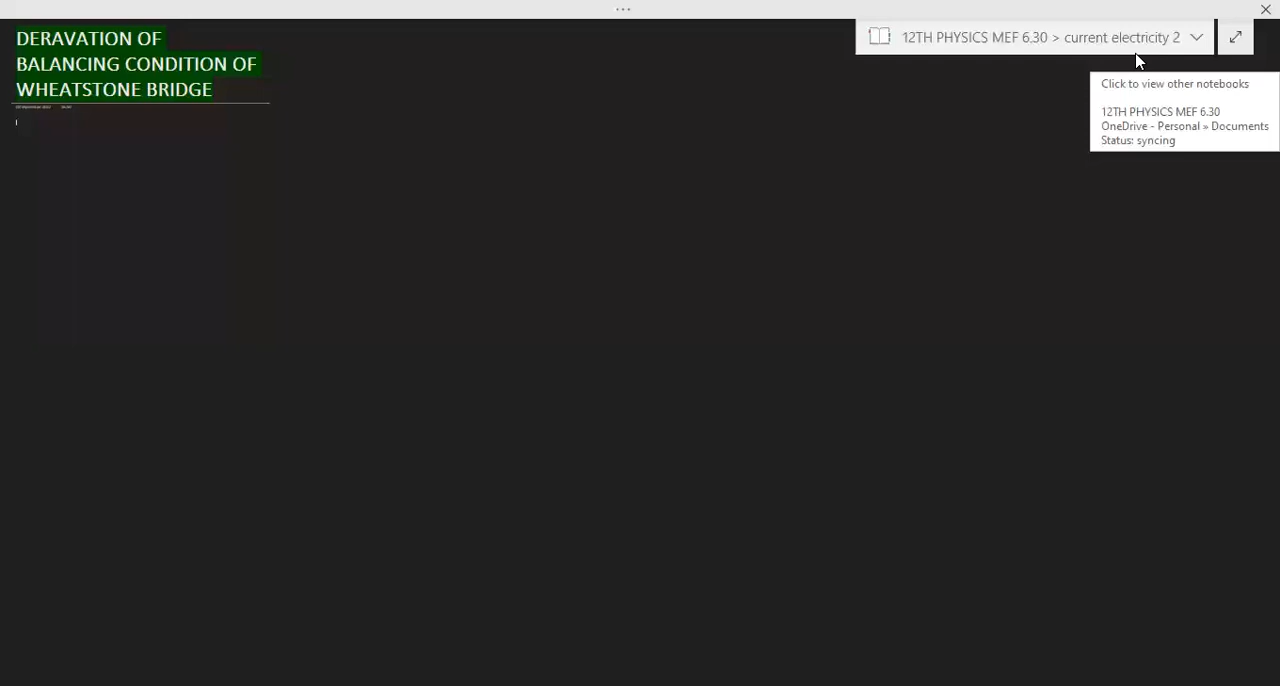 DERAVATION OF
BALANCING CONDITION OF
WHEATSTONE BRIDGE
12TH PHYSICS MEF 6.30 > current electricity 2
Click to view other notebooks
12TH PHYSICS MEF 6.30
OneDrive - Personal » Documents
Status: syncing